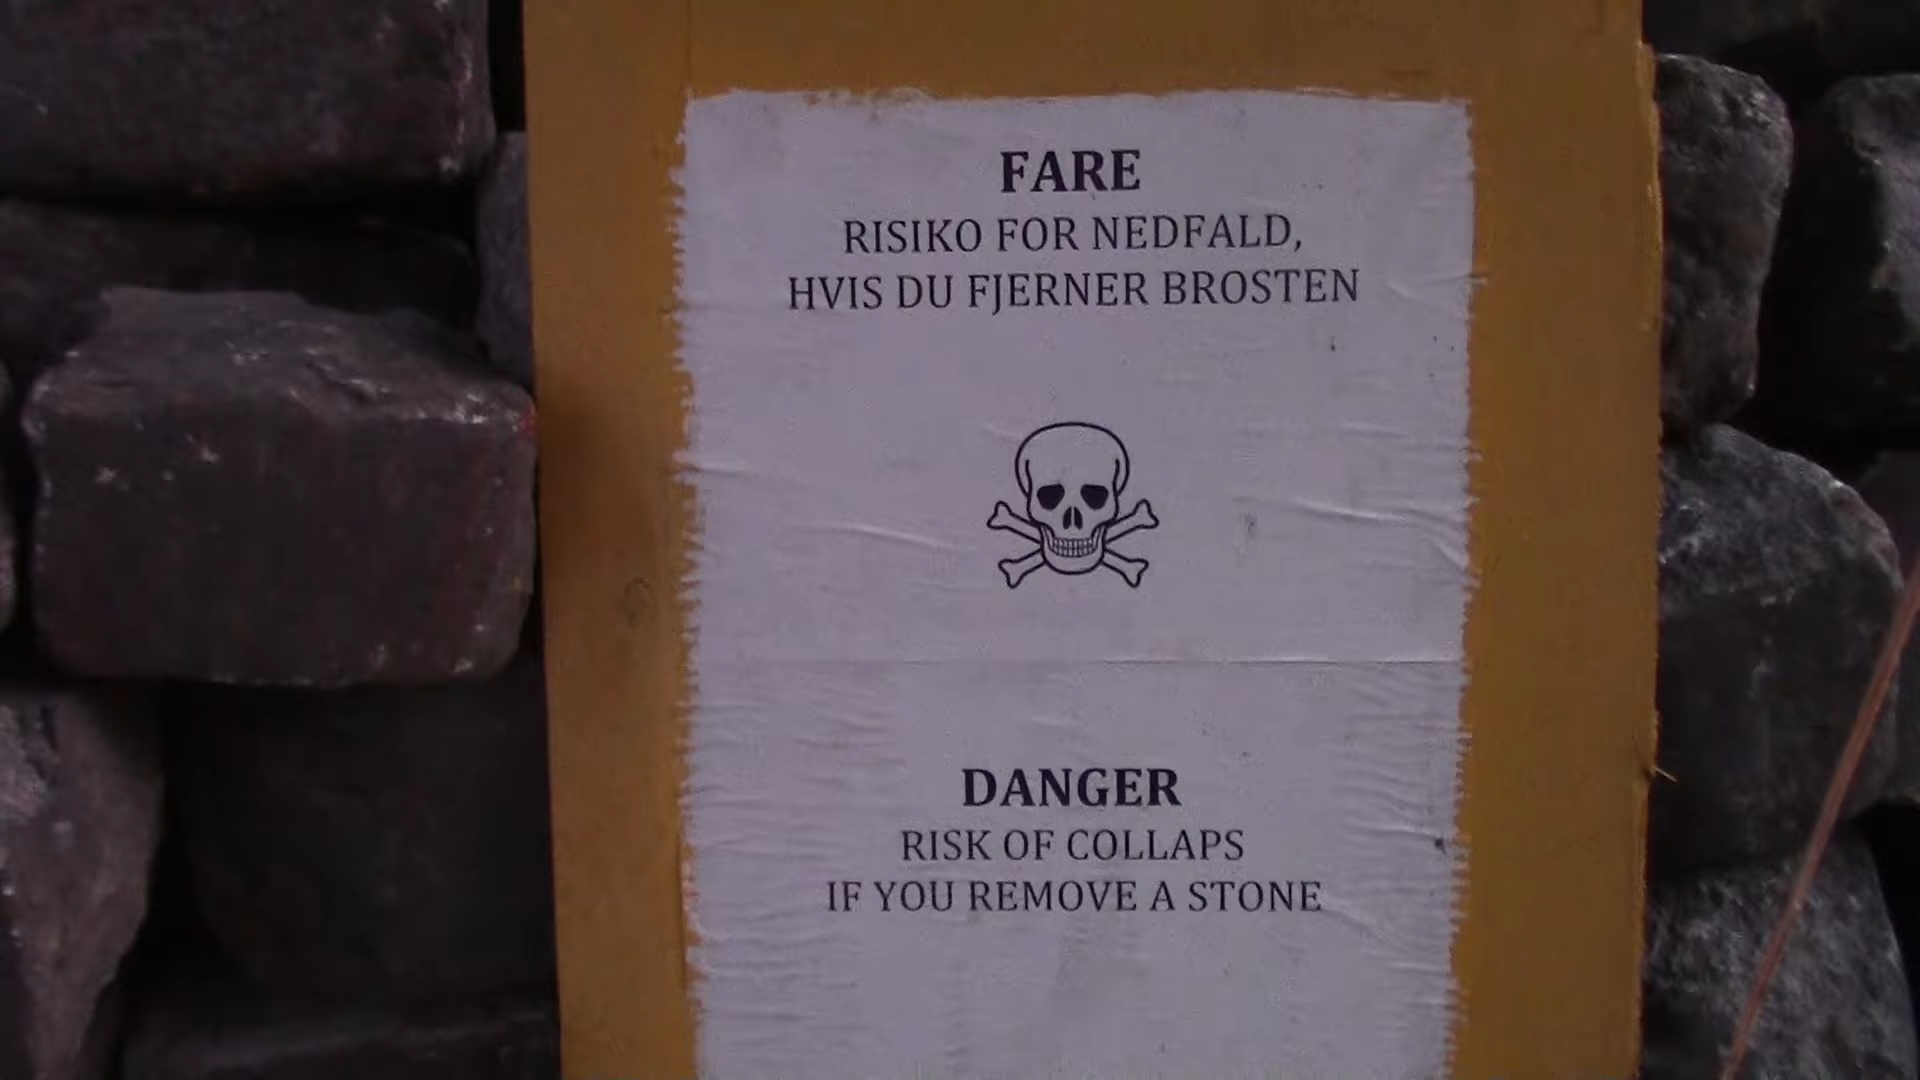 FARE
RISIKO FOR NEDFALD,
HVIS DU FJERNER BROSTEN
DANGER
RISK OF COLLAPS
IF YOU REMOVE A STONE